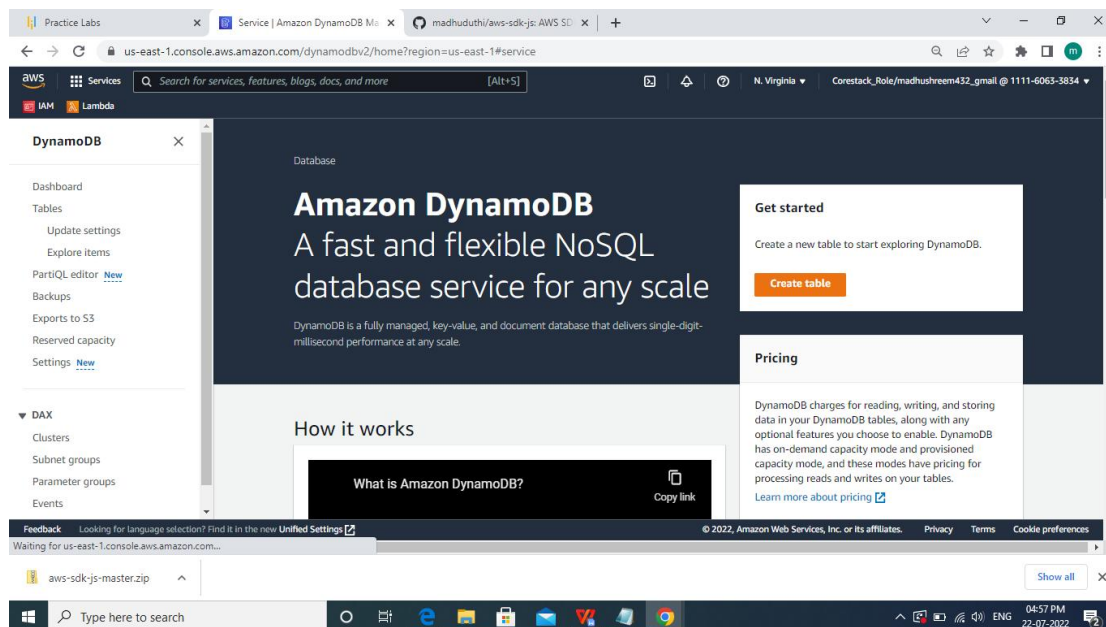 Practice Labs
Service | Amazon DynamoDB Ma
madhuduthi/aws-sdk-js: AWS SD
us-east-1.console.aws.amazon.com/dynamodbv2/home?region=us-east-1#service
m
aws
Services
Search for services, features, blogs, docs, and more
[Alt+S]
N. Virginia
Corestack_Role/madhushreem432_gmail @ 1111-6063-3834
IAM
Lambda
DynamoDB
Dashboard
Tables
Update settings
Explore items
PartiQL editor New
Backups
Exports to S3
Reserved capacity
Settings New
DAX
Clusters
Subnet groups
Parameter groups
Events
Database
Amazon DynamoDB
A fast and flexible NoSQL
database service for any scale
DynamoDB is a fully managed, key-value, and document database that delivers single-digit-
millisecond performance at any scale.
Get started
Create a new table to start exploring DynamoDB.
Create table
Pricing
DynamoDB charges for reading, writing, and storing
data in your DynamoDB tables, along with any
optional features you choose to enable. DynamoDB
has on-demand capacity mode and provisioned
capacity mode, and these modes have pricing for
processing reads and writes on your tables.
Learn more about pricing
How it works
What is Amazon DynamoDB?
Copy link
Feedback
Looking for language selection? Find it in the new Unified Settings
© 2022, Amazon Web Services, Inc. or its affiliates.
Privacy
Terms
Cookie preferences
Waiting for us-east-1.console.aws.amazon.com...
aws-sdk-js-master.zip
Show all
Type here to search
ENG
04:57 PM
22-07-2022
2